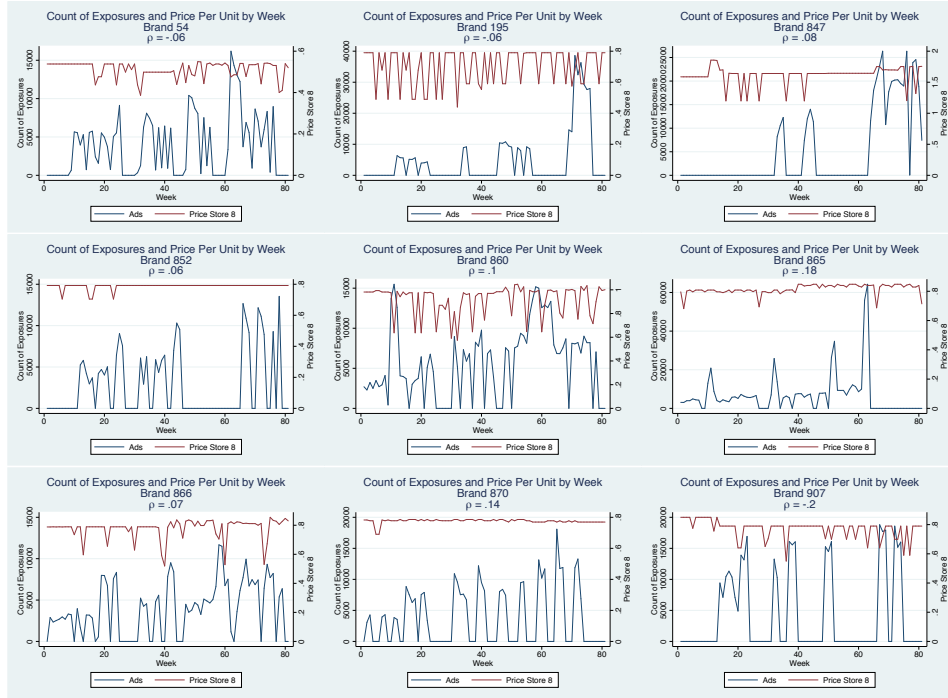 Count of Exposures and Price Per Unit by Week
Brand 54
ρ = -.06
Count of Exposures
0 5000 10000 15000
Price Store 8
0 .2 .4 .6
0 20 40 60 80
Week
Ads Price Store 8
Count of Exposures and Price Per Unit by Week
Brand 195
ρ = -.06
Count of Exposures
0 10000 20000 30000 40000
Price Store 8
0 .2 .4 .6 .8
0 20 40 60 80
Week
Ads Price Store 8
Count of Exposures and Price Per Unit by Week
Brand 847
ρ = .08
Count of Exposures
0 5000 10000 15000 20000 25000
Price Store 8
0 .5 1 1.5 2
0 20 40 60 80
Week
Ads Price Store 8
Count of Exposures and Price Per Unit by Week
Brand 852
ρ = .06
Count of Exposures
0 5000 10000 15000
Price Store 8
0 .2 .4 .6 .8
0 20 40 60 80
Week
Ads Price Store 8
Count of Exposures and Price Per Unit by Week
Brand 860
ρ = .1
Count of Exposures
0 5000 10000 15000
Price Store 8
0 .2 .4 .6 .8 1
0 20 40 60 80
Week
Ads Price Store 8
Count of Exposures and Price Per Unit by Week
Brand 865
ρ = .18
Count of Exposures
0 20000 40000 60000
Price Store 8
0 .2 .4 .6 .8
0 20 40 60 80
Week
Ads Price Store 8
Count of Exposures and Price Per Unit by Week
Brand 866
ρ = .07
Count of Exposures
0 5000 10000 15000
Price Store 8
0 .2 .4 .6 .8
0 20 40 60 80
Week
Ads Price Store 8
Count of Exposures and Price Per Unit by Week
Brand 870
ρ = .14
Count of Exposures
0 5000 10000 15000 20000
Price Store 8
0 .2 .4 .6 .8
0 20 40 60 80
Week
Ads Price Store 8
Count of Exposures and Price Per Unit by Week
Brand 907
ρ = -.2
Count of Exposures
0 5000 10000 15000 20000
Price Store 8
0 .2 .4 .6 .8
0 20 40 60 80
Week
Ads Price Store 8